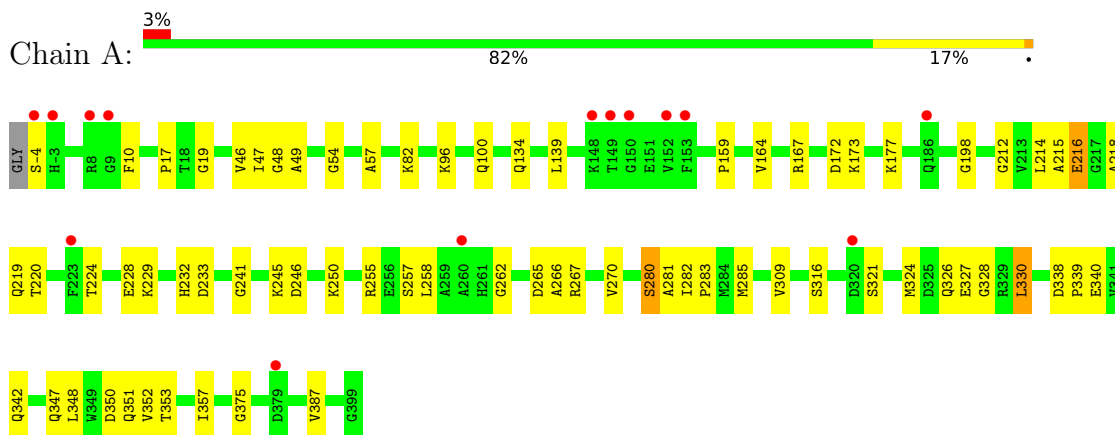 3%
Chain A:
82% 17% •
GLY S-4 H-3 R8 G9 F10 P17 T18 G19 V46 I47 G48 A49 G54 A57 K82 K96 Q100 Q134 L139 K148 T149 G150 E151 V152 F153 P159 V164 R167 D172 K173 K177 Q186 G198 G212 V213 L214 A215 E216 G217 A218
Q219 T220 F223 T224 E228 K229 H232 D233 G241 K245 D246 K250 R255 E256 S257 L258 A259 A260 H261 G262 D265 A266 R267 V270 S280 A281 I282 P283 M284 M285 V309 S316 D320 S321 M324 D325 Q326 E327 G328 R329 L330 D338 P339 E340 V341
Q342 Q347 L348 W349 D350 Q351 V352 T353 I357 G375 D379 V387 G399